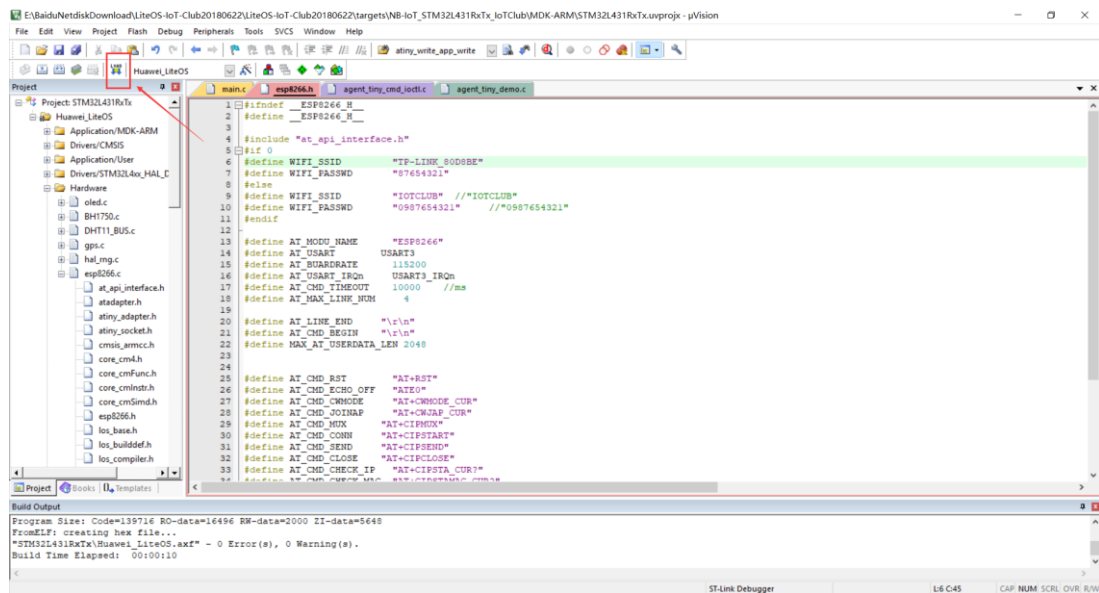 E:\BaiduNetdiskDownload\LiteOS-IoT-Club20180622\LiteOS-IoT-Club20180622\targets\NB-IoT_STM32L431RxTx_IoTClub\MDK-ARM\STM32L431RxTx.uvprojx - µVision
File Edit View Project Flash Debug Peripherals Tools SVCS Window Help
atiny_write_app_write
LOAD Huawei_LiteOS
Project
main.c esp8266.h agent_tiny_cmd_ioctl.c agent_tiny_demo.c
Project: STM32L431RxTx
Huawei_LiteOS
Application/MDK-ARM
Drivers/CMSIS
Application/User
Drivers/STM32L4xx_HAL_D
Hardware
oled.c
BH1750.c
DHT11_BUS.c
gps.c
hal_rng.c
esp8266.c
at_api_interface.h
atadapter.h
atiny_adapter.h
atiny_socket.h
cmsis_armcc.h
core_cm4.h
core_cmFunc.h
core_cmInstr.h
core_cmSimd.h
esp8266.h
los_base.h
los_builddef.h
los_compiler.h
Project Books Templates
1 #ifndef __ESP8266_H__
2 #define __ESP8266_H__
3
4 #include "at_api_interface.h"
5 #if 0
6 #define WIFI_SSID "TP-LINK_80D8BE"
7 #define WIFI_PASSWD "87654321"
8 #else
9 #define WIFI_SSID "IOTCLUB" //"IOTCLUB"
10 #define WIFI_PASSWD "0987654321" //"0987654321"
11 #endif
12
13 #define AT_MODU_NAME "ESP8266"
14 #define AT_USART USART3
15 #define AT_BUARDRATE 115200
16 #define AT_USART_IRQn USART3_IRQn
17 #define AT_CMD_TIMEOUT 10000 //ms
18 #define AT_MAX_LINK_NUM 4
19
20 #define AT_LINE_END "\r\n"
21 #define AT_CMD_BEGIN "\r\n"
22 #define MAX_AT_USERDATA_LEN 2048
23
24
25 #define AT_CMD_RST "AT+RST"
26 #define AT_CMD_ECHO_OFF "ATE0"
27 #define AT_CMD_CWMODE "AT+CWMODE_CUR"
28 #define AT_CMD_JOINAP "AT+CWJAP_CUR"
29 #define AT_CMD_MUX "AT+CIPMUX"
30 #define AT_CMD_CONN "AT+CIPSTART"
31 #define AT_CMD_SEND "AT+CIPSEND"
32 #define AT_CMD_CLOSE "AT+CIPCLOSE"
33 #define AT_CMD_CHECK_IP "AT+CIPSTA_CUR?"
34 #define AT_CMD_CHECK_MAC "AT+CIPSTAMAC_CUR?"
Build Output
Program Size: Code=139716 RO-data=16496 RW-data=2000 ZI-data=5648
FromELF: creating hex file...
"STM32L431RxTx\Huawei_LiteOS.axf" - 0 Error(s), 0 Warning(s).
Build Time Elapsed: 00:00:10
ST-Link Debugger L:6 C:45 CAP NUM SCRL OVR R/W